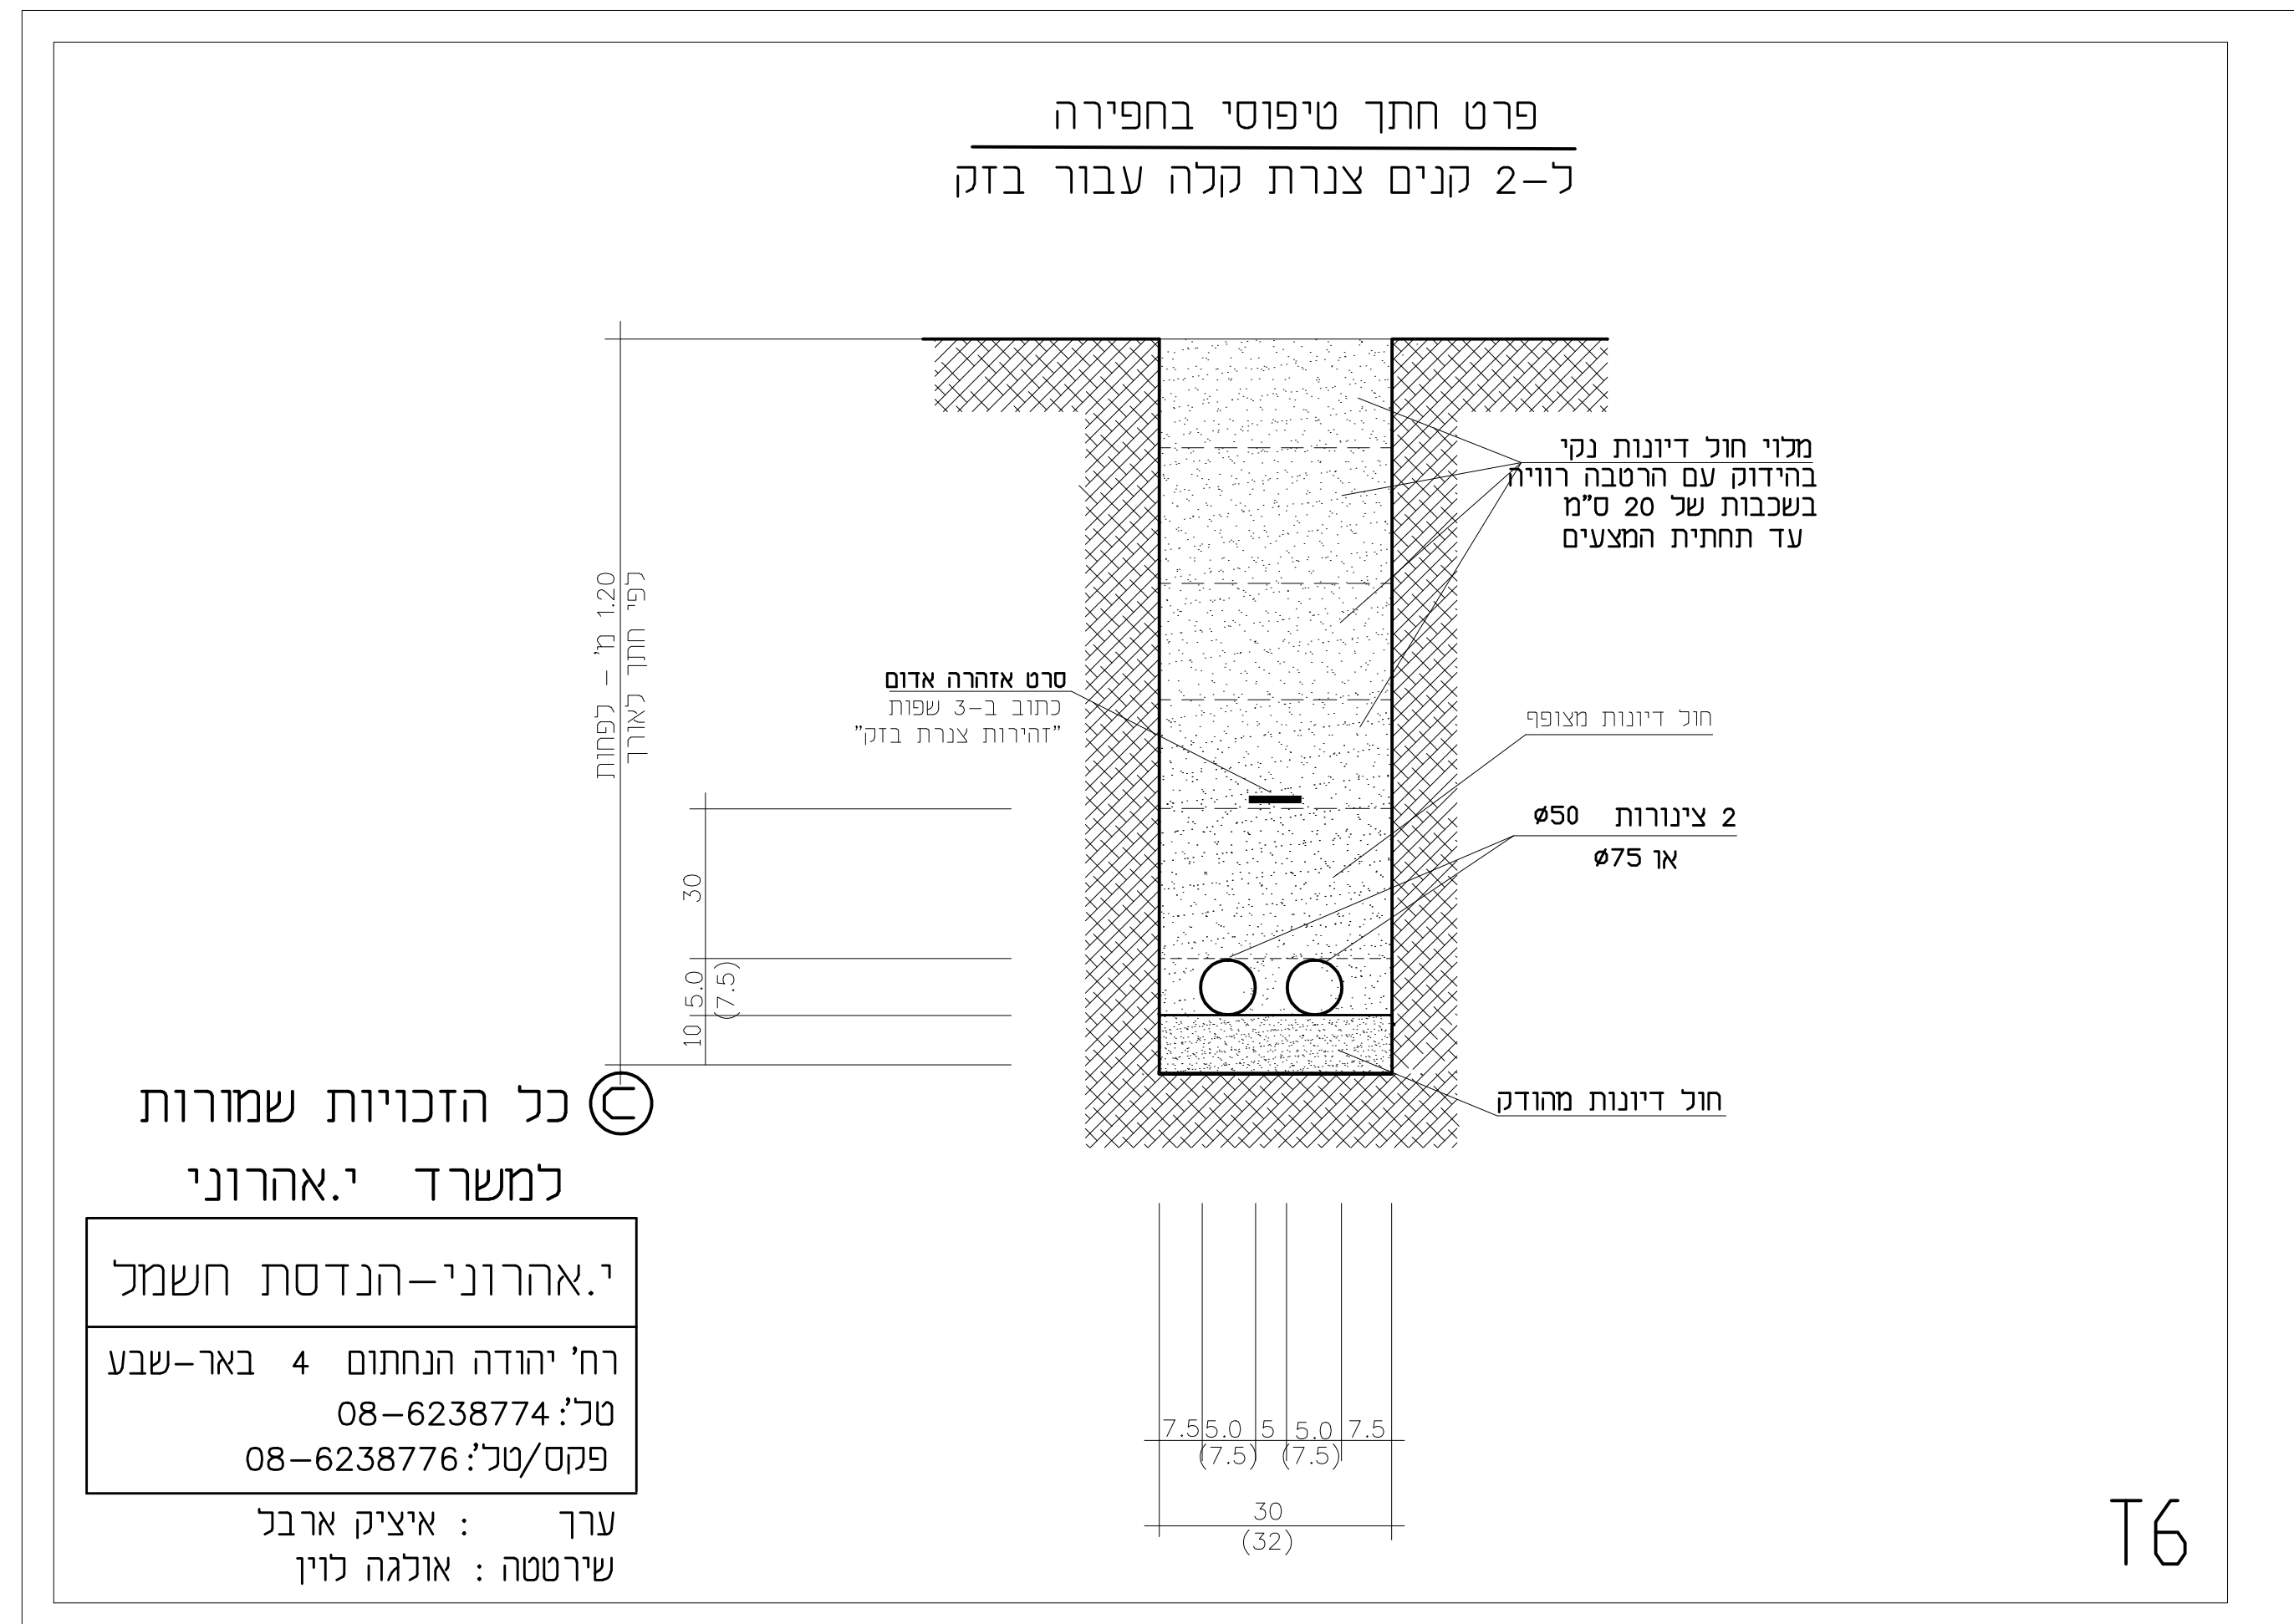 פרט חתך טיפוסי בחפירה
ל-2 קנים צנרת קלה עבור בזק
מלוי חול דיונות נקי
בהידוק עם הרטבה רוויה
בשכבות של 20 ס"מ
עד תחתית המצעים
1.20 מ' - לפחות
לפי חתך לאורך
סרט אזהרה אדום
כתוב ב-3 שפות
"זהירות צנרת בזק"
חול דיונות מצופף
2 צינורות ø50
או ø75
30
5.0
(7.5)
10
חול דיונות מהודק
כל הזכויות שמורות
למשרד י.אהרוני
י.אהרוני-הנדסת חשמל
רח' יהודה הנחתום 4 באר-שבע
טל': 08-6238774
פקס/טל': 08-6238776
ערך : איציק ארבל
שירטטה : אולגה לוין
7.5 5.0 5 5.0 7.5
(7.5) (7.5)
30
(32)
T6